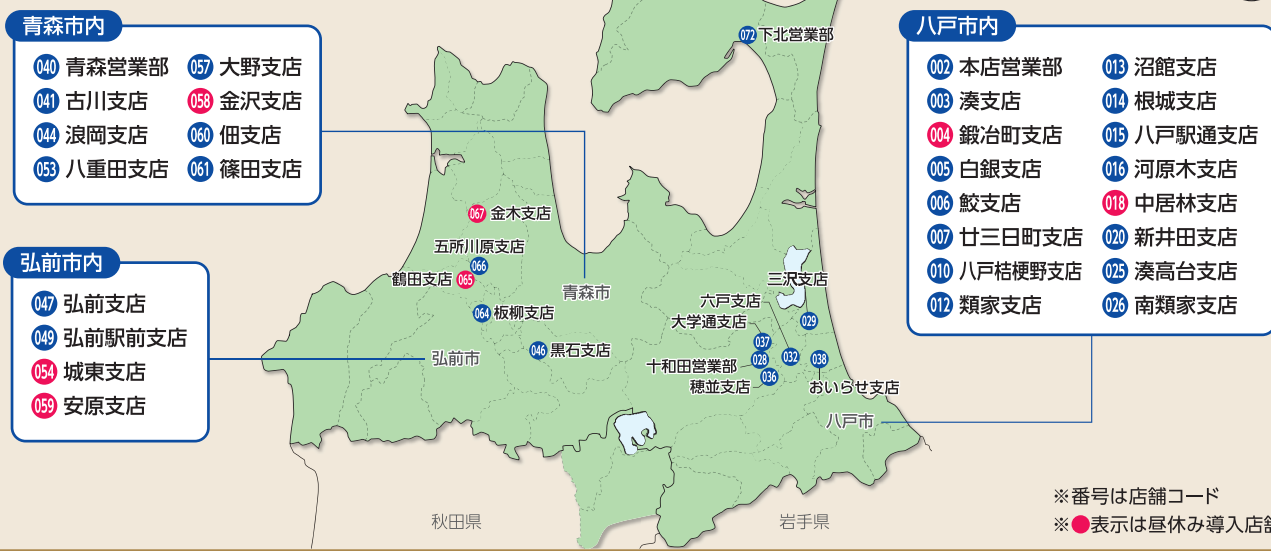 青森市内
040 青森営業部 057 大野支店
041 古川支店 058 金沢支店
044 浪岡支店 060 佃支店
053 八重田支店 061 篠田支店
弘前市内
047 弘前支店
049 弘前駅前支店
054 城東支店
059 安原支店
072 下北営業部
067 金木支店
五所川原支店
066
鶴田支店 065
064 板柳支店
046 黒石支店
青森市
弘前市
三沢支店
029
六戸支店
大学通支店
037
十和田営業部 028
032
038
穂並支店 036
おいらせ支店
八戸市
秋田県
岩手県
八戸市内
002 本店営業部 013 沼館支店
003 湊支店 014 根城支店
004 鍛冶町支店 015 八戸駅通支店
005 白銀支店 016 河原木支店
006 鮫支店 018 中居林支店
007 廿三日町支店 020 新井田支店
010 八戸桔梗野支店 025 湊高台支店
012 類家支店 026 南類家支店
※番号は店舗コード
※●表示は昼休み導入店舗